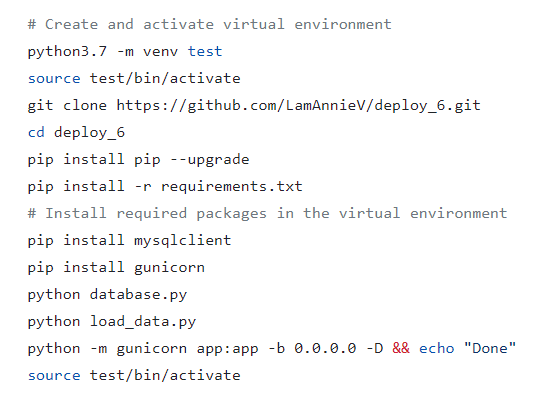 # Create and activate virtual environment
python3.7 -m venv test
source test/bin/activate
git clone https://github.com/LamAnnieV/deploy_6.git
cd deploy_6
pip install pip --upgrade
pip install -r requirements.txt
# Install required packages in the virtual environment
pip install mysqlclient
pip install gunicorn
python database.py
python load_data.py
python -m gunicorn app:app -b 0.0.0.0 -D && echo "Done"
source test/bin/activate